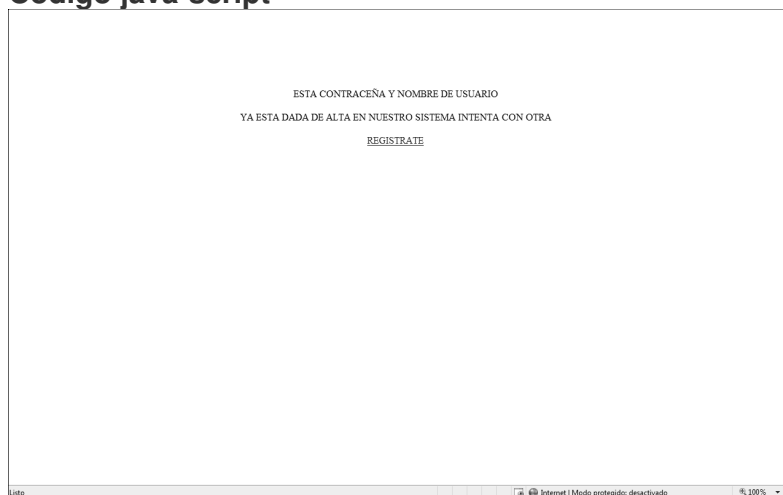 Código java script
ESTA CONTRACEÑA Y NOMBRE DE USUARIO
YA ESTA DADA DE ALTA EN NUESTRO SISTEMA INTENTA CON OTRA
REGISTRATE
Listo Internet | Modo protegido: desactivado 100%